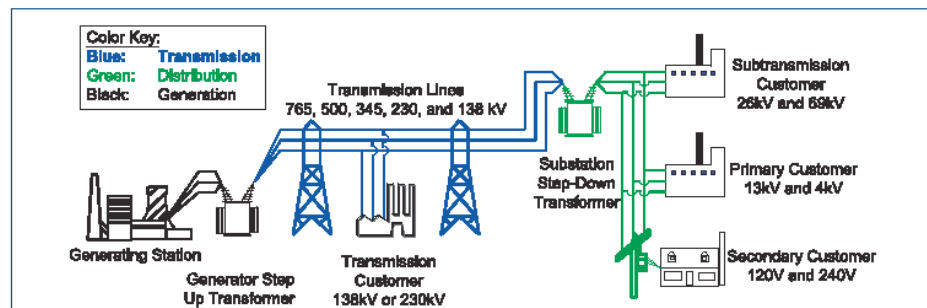 Color Key:
Blue: Transmission
Green: Distribution
Black: Generation
Transmission Lines
765, 500, 345, 230, and 138 kV
Subtransmission
Customer
26kV and 69kV
Substation
Step-Down
Transformer
Primary Customer
13kV and 4kV
Generating Station
Generator Step
Up Transformer
Transmission
Customer
138kV or 230kV
Secondary Customer
120V and 240V